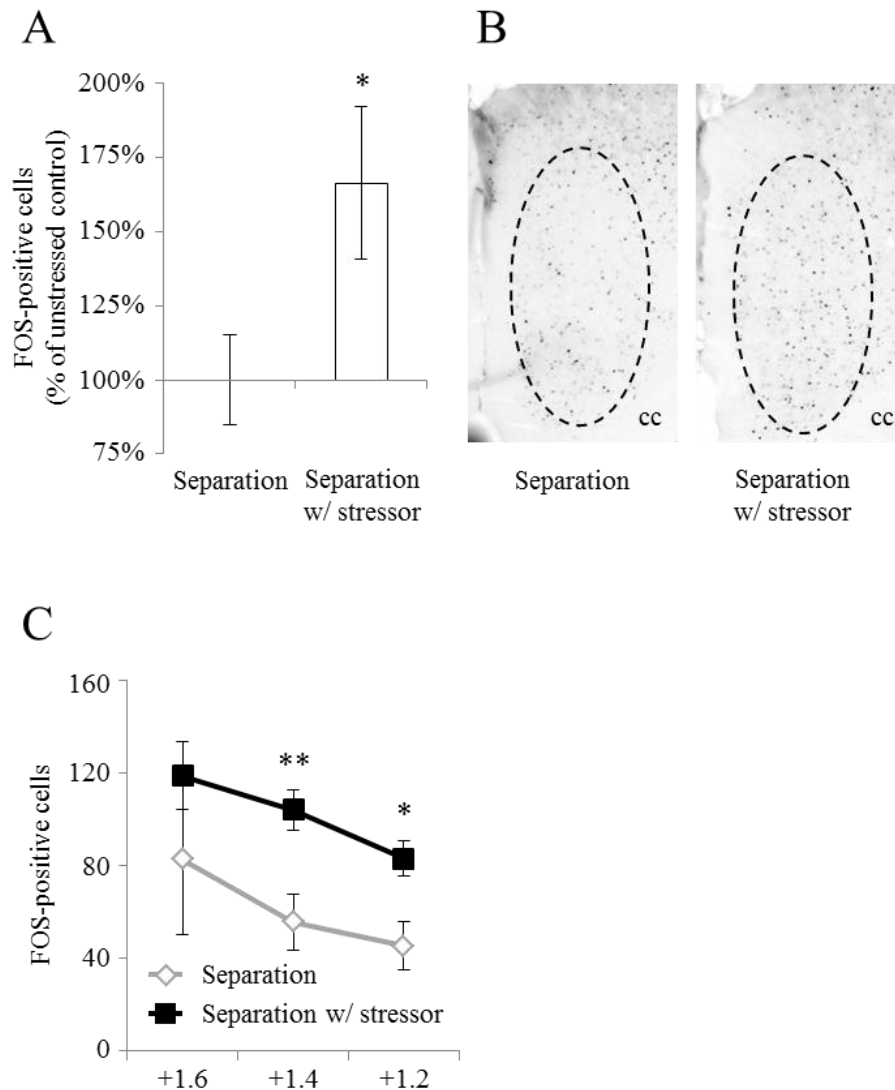 A
FOS-positive cells
(% of unstressed control)
200%
175%
150%
125%
100%
75%
*
Separation
Separation
w/ stressor
B
cc
cc
Separation
Separation
w/ stressor
C
FOS-positive cells
160
120
80
40
0
**
*
Separation
Separation w/ stressor
+1.6
+1.4
+1.2